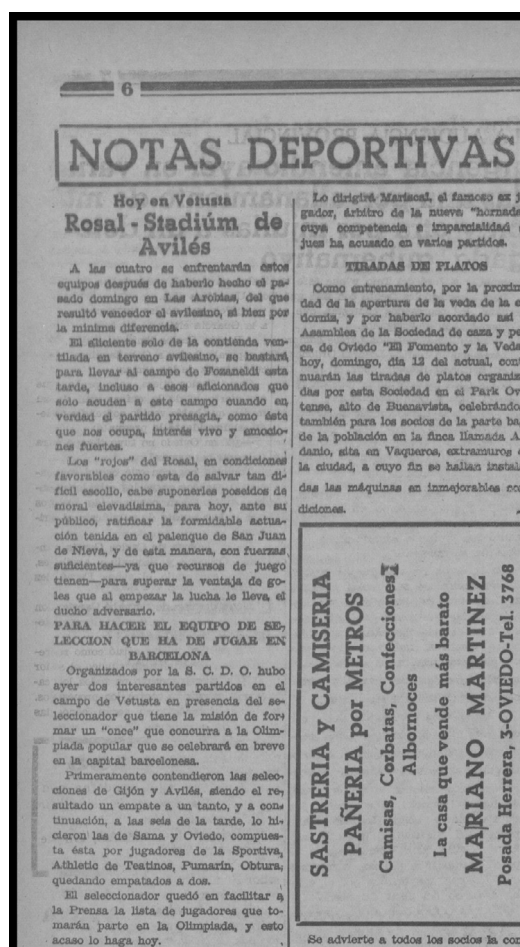 6
NOTAS DEPORTIVAS
Hoy en Vetusta
Rosal - Stadiúm de
Avilés
A las cuatro se enfrentarán estos
equipos después de haberlo hecho el pa-
sado domingo en Las Arobias, del que
resultó vencedor el avilesino, si bien por
la mínima diferencia.
El aliciente solo de la contienda ven-
tilada en terreno avilesino, se bastará
para llevar al campo de Fozaneldi esta
tarde, incluso a esos aficionados que
solo acuden a este campo cuando en
verdad el partido presagia, como éste
que nos ocupa, interés vivo y emocio-
nes fuertes.
Los "rojos" del Rosal, en condiciones
favorables como esta de salvar tan di-
fícil escollo, cabe suponerles poseídos de
moral elevadísima, para hoy, ante su
público, ratificar la formidable actua-
ción tenida en el palenque de San Juan
de Nieva, y de esta manera, con fuerzas
suficientes—ya que recursos de juego
tienen—para superar la ventaja de go-
les que al empezar la lucha le lleva el
ducho adversario.
PARA HACER EL EQUIPO DE SE-
LECCION QUE HA DE JUGAR EN
BARCELONA
Organizados por la S. C. D. O. hubo
ayer dos interesantes partidos en el
campo de Vetusta en presencia del se-
leccionador que tiene la misión de for-
mar un "once" que concurra a la Olim-
piada popular que se celebrará en breve
en la capital barcelonesa.
Primeramente contendieron las selec-
ciones de Gijón y Avilés, siendo el re-
sultado un empate a un tanto, y a con-
tinuación, a las seis de la tarde, lo hi-
cieron las de Sama y Oviedo, compues-
ta ésta por jugadores de la Sportiva,
Athletic de Teatinos, Pumarín, Obtura,
quedando empatados a dos.
El seleccionador quedó en facilitar a
la Prensa la lista de jugadores que to-
marán parte en la Olimpiada, y esto
acaso lo haga hoy.
Lo dirigirá Mariscal, el famoso ex j
gador, árbitro de la nueva "hornada
cuya competencia e imparcialidad
jues ha acusado en varios partidos.
TIRADAS DE PLATOS
Como entrenamiento, por la proxim
dad de la apertura de la veda de la c
dornia, y por haberlo acordado así
Asamblea de la Sociedad de caza y pe
ca de Oviedo "El Fomento y la Veda
hoy, domingo, día 12 del actual, conti
nuarán las tiradas de platos organiza
das por esta Sociedad en el Park Ov
tense, alto de Buenavista, celebrándo
también para los socios de la parte ba
de la población en la finca llamada A
danio, sita en Vaqueros, extramuros
la ciudad, a cuyo fin se hallan instal
das las máquinas en inmejorables con
diciones.
SASTRERIA y CAMISERIA
PAÑERIA por METROS
Camisas, Corbatas, Confecciones
Albornoces
La casa que vende más barato
MARIANO MARTINEZ
Posada Herrera, 3-OVIEDO-Tel. 3768
Se advierte a todos los socios la con